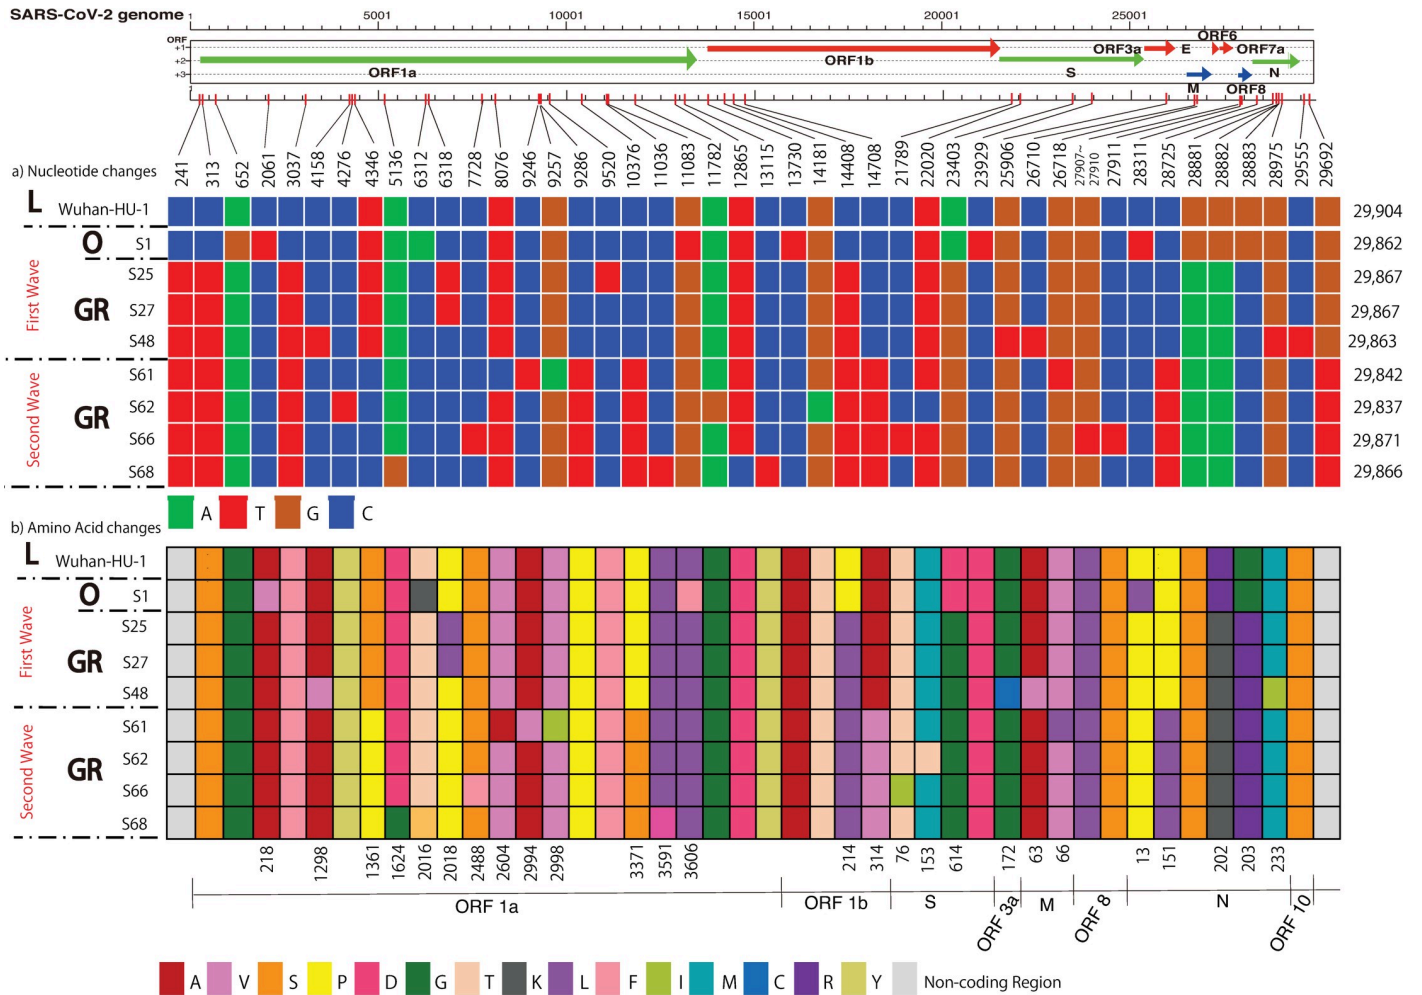 SARS-CoV-2 genome
1 5001 10001 15001 20001 25001
ORF
+1
+2
+3
ORF1a ORF1b S ORF3a E M ORF6 ORF7a ORF8 N
a) Nucleotide changes
241 313 652 2061 3037 4158 4276 4346 5136 6312 6318 7728 8076 9246 9257 9286 9520 10376 11036 11083 11782 12865 13115 13730 14181 14408 14708 21789 22020 23403 23929 25906 26710 26718 27907~27910 27911 28311 28725 28881 28882 28883 28975 29555 29692
L Wuhan-HU-1 29,904
O S1 29,862
First Wave
GR
S25 29,867
S27 29,867
S48 29,863
Second Wave
GR
S61 29,842
S62 29,837
S66 29,871
S68 29,866
A T G C
b) Amino Acid changes
L Wuhan-HU-1
O S1
First Wave
GR
S25
S27
S48
Second Wave
GR
S61
S62
S66
S68
218 1298 1361 1624 2016 2018 2488 2604 2994 2998 3371 3591 3606 214 314 76 153 614 172 63 66 13 151 202 203 233
ORF 1a ORF 1b S ORF 3a M ORF 8 N ORF 10
A V S P D G T K L F I M C R Y Non-coding Region